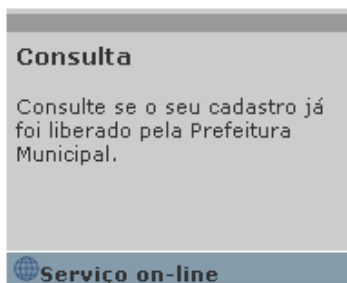 Consulta
Consulte se o seu cadastro já
foi liberado pela Prefeitura
Municipal.
Serviço on-line